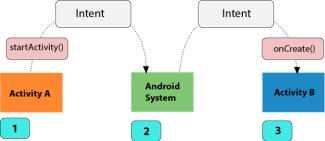 Intent
Intent
startActivity()
onCreate()
Activity A
Android
System
Activity B
1
2
3